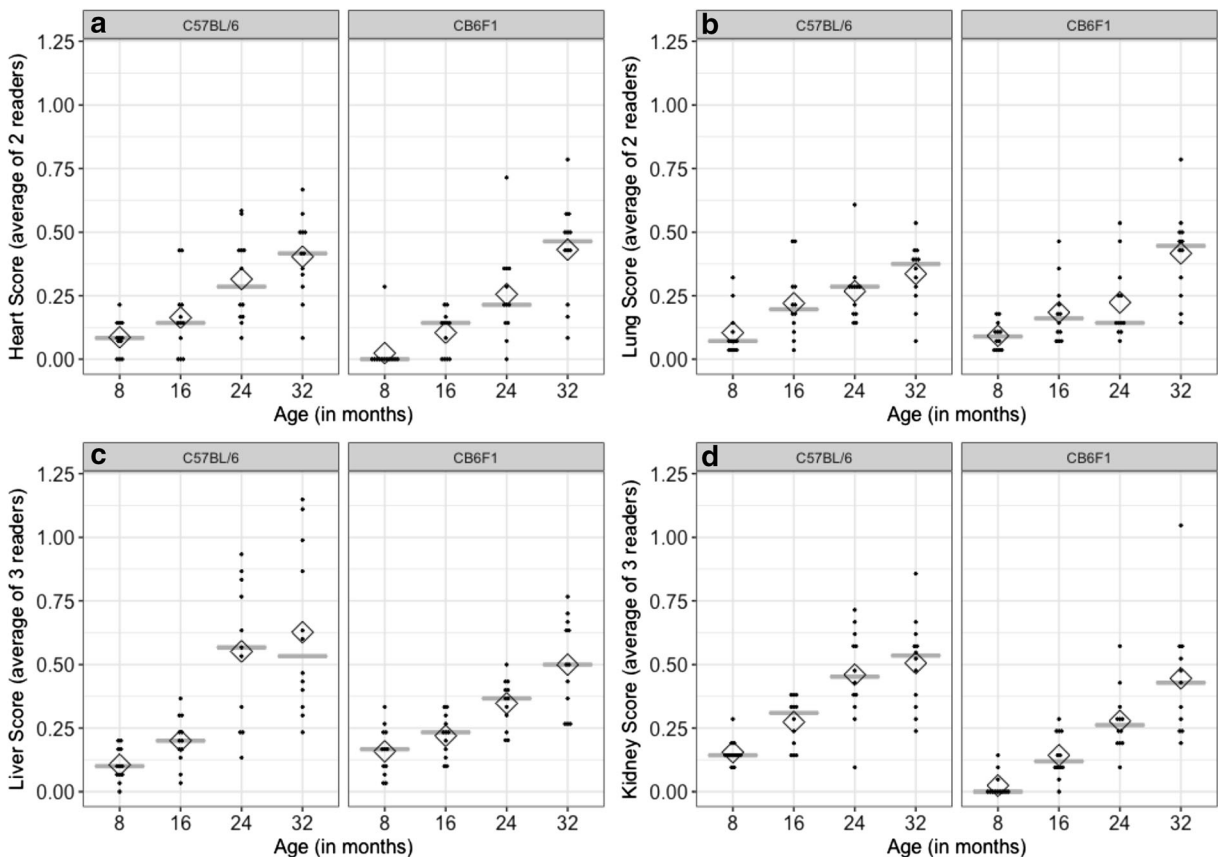 a
C57BL/6
CB6F1
Heart Score (average of 2 readers)
1.25
1.00
0.75
0.50
0.25
0.00
8 16 24 32 8 16 24 32
Age (in months)
b
C57BL/6
CB6F1
Lung Score (average of 2 readers)
1.25
1.00
0.75
0.50
0.25
0.00
8 16 24 32 8 16 24 32
Age (in months)
c
C57BL/6
CB6F1
Liver Score (average of 3 readers)
1.25
1.00
0.75
0.50
0.25
0.00
8 16 24 32 8 16 24 32
Age (in months)
d
C57BL/6
CB6F1
Kidney Score (average of 3 readers)
1.25
1.00
0.75
0.50
0.25
0.00
8 16 24 32 8 16 24 32
Age (in months)